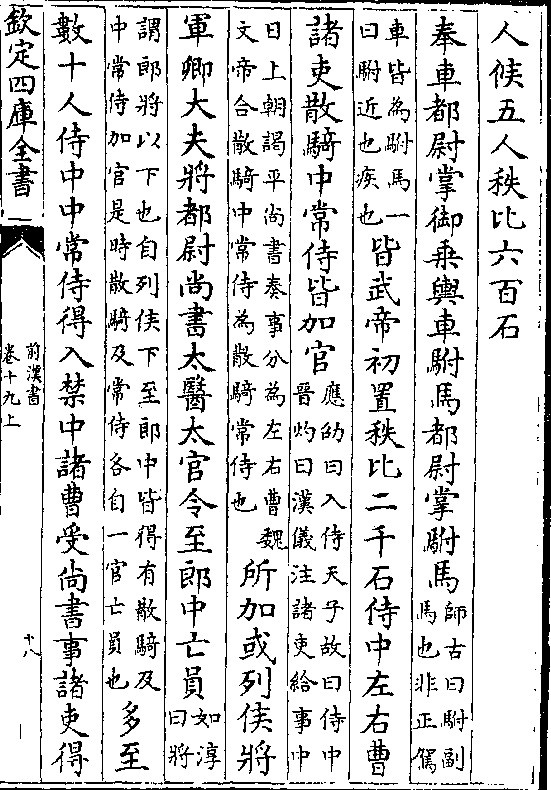 人候五人秩比六百石
奉車都尉掌御乗輿車駙馬都尉掌駙馬
師古曰駙副
馬也非正駕
車皆為駙馬一
曰駙近也疾也
皆武帝初置秩比二千石侍中左右曹
諸吏散騎中常侍皆加官
應劭曰入侍天子故曰侍中
晉灼曰漢儀注諸吏給事中
日上朝謁平尚書奏事分為左右曹魏
文帝合散騎中常侍為散騎常侍也
所加或列侯將
軍卿大夫將都尉尚書太醫太官令至郎中亡員
如淳
曰將
謂郎將以下也自列侯下至郎中皆得有散騎及
中常侍加官是時散騎及常侍各自一官亡員也
多至
數十人侍中中常侍得入禁中諸曹受尚書事諸吏得
欽定四庫全書
前漢書
卷十九上
十八